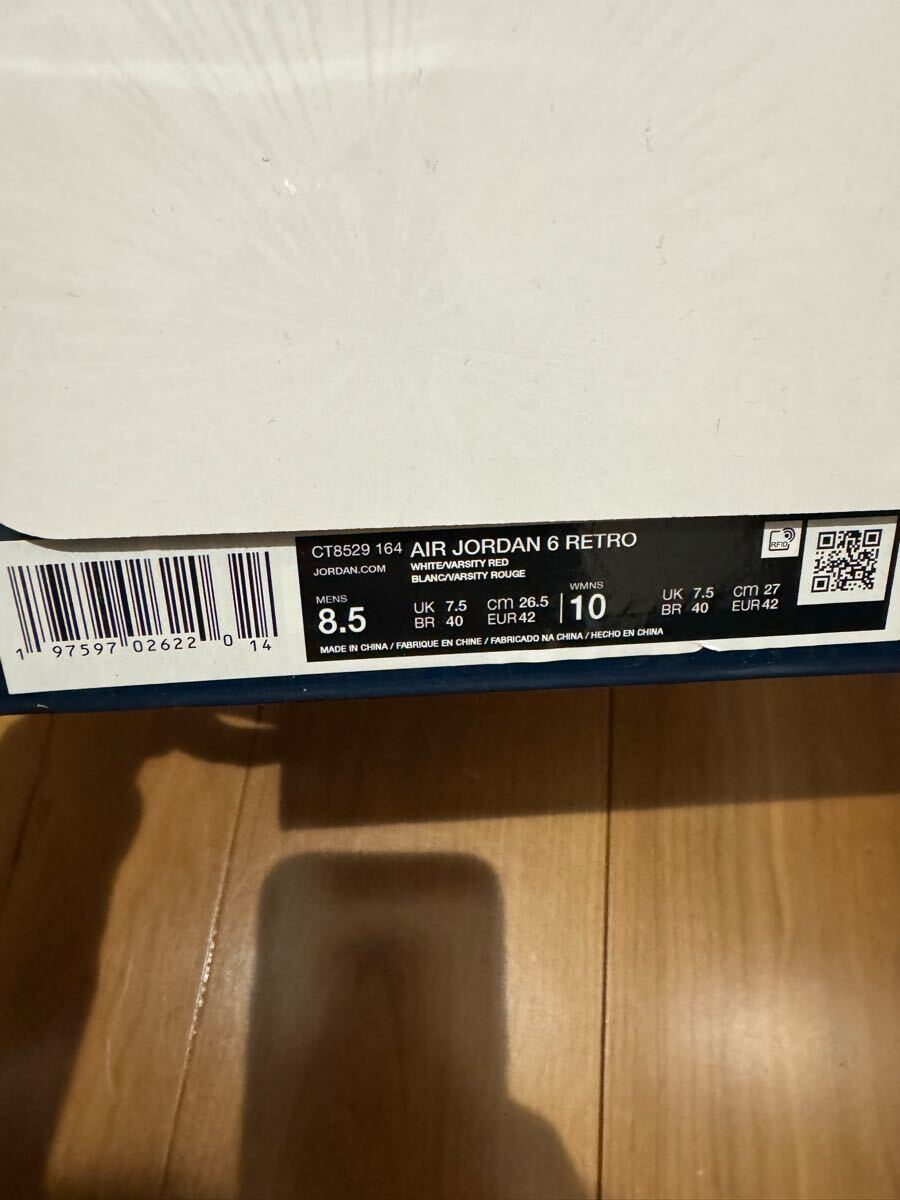 CT8529 164 AIR JORDAN 6 RETRO
JORDAN.COM
WHITE/VARSITY RED
BLANC/VARSITY ROUGE
MENS
8.5
UK 7.5 cm 26.5
BR 40 EUR 42
WMNS
10
UK 7.5 cm 27
BR 40 EUR 42
MADE IN CHINA / FABRIQUE EN CHINE / FABRICADO NA CHINA / HECHO EN CHINA
RFID
1 97597 02622 0 14